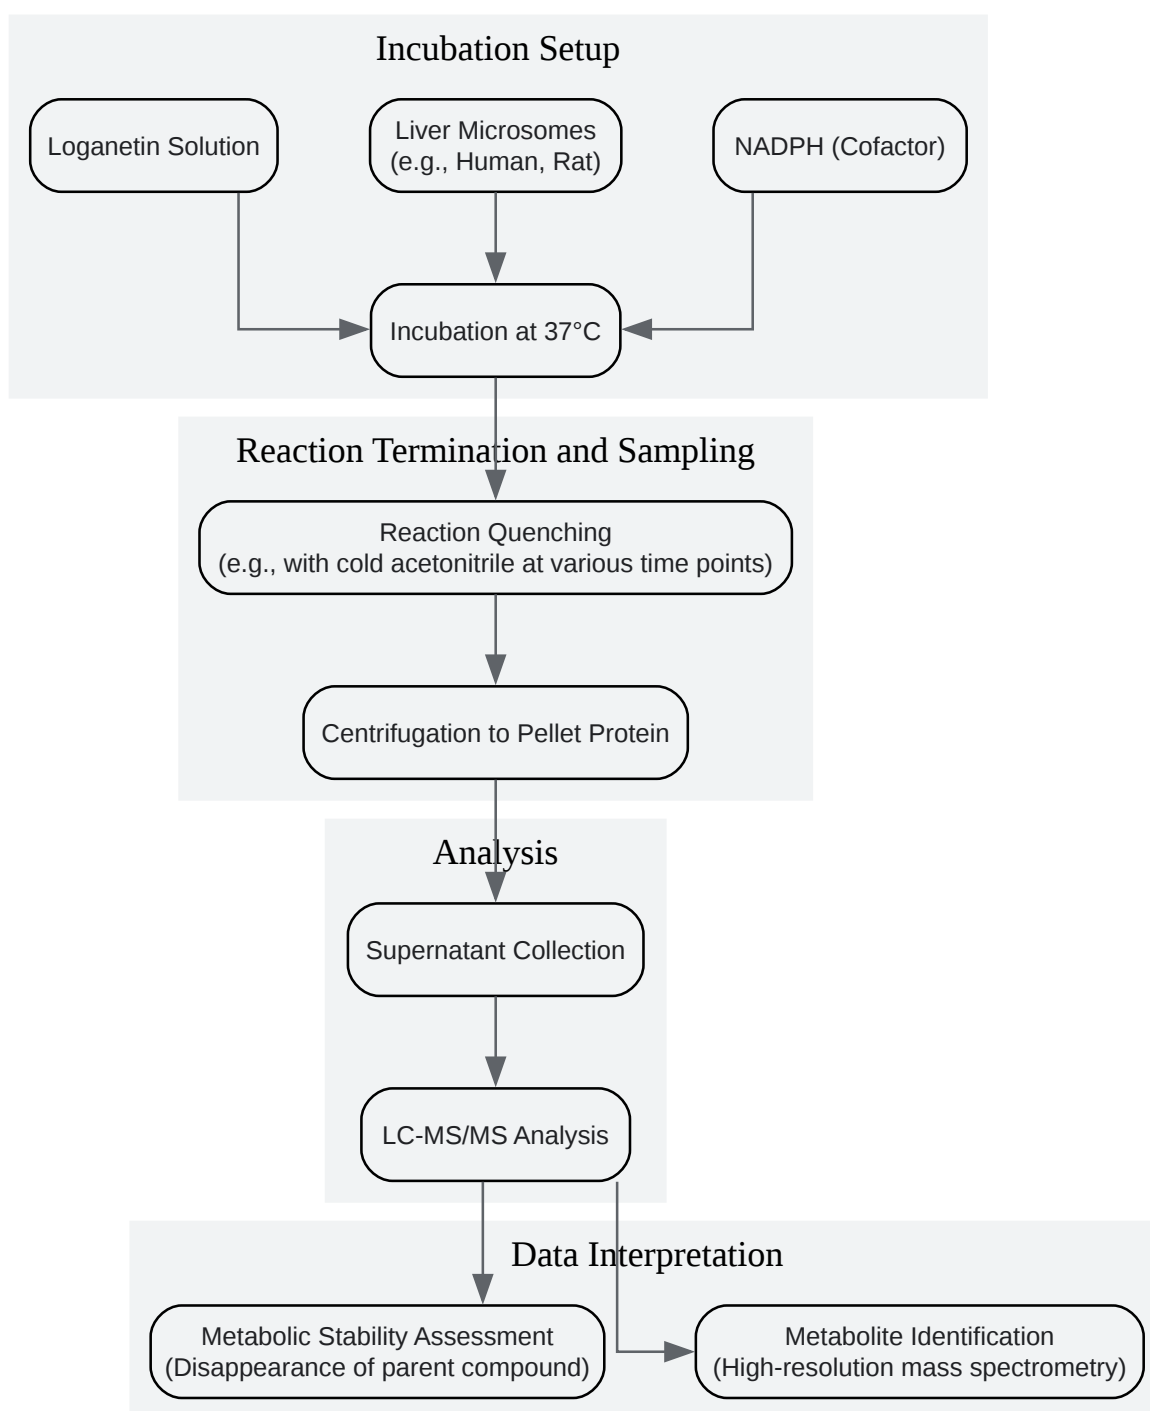 Incubation Setup
Loganetin Solution
Liver Microsomes
(e.g., Human, Rat)
NADPH (Cofactor)
Incubation at 37°C
Reaction Termination and Sampling
Reaction Quenching
(e.g., with cold acetonitrile at various time points)
Centrifugation to Pellet Protein
Analysis
Supernatant Collection
LC-MS/MS Analysis
Data Interpretation
Metabolic Stability Assessment
(Disappearance of parent compound)
Metabolite Identification
(High-resolution mass spectrometry)